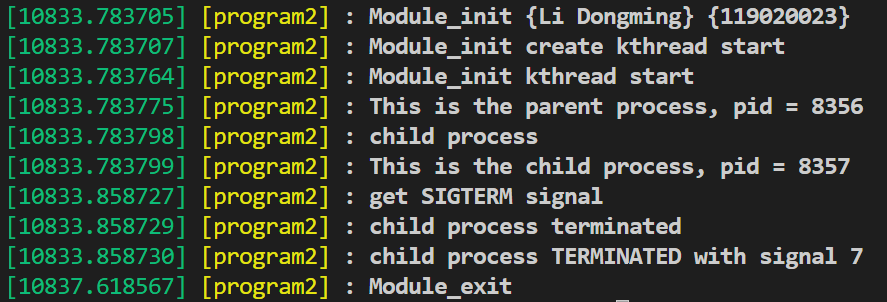 [10833.783705] [program2] : Module_init {Li Dongming} {119020023}
[10833.783707] [program2] : Module_init create kthread start
[10833.783764] [program2] : Module_init kthread start
[10833.783775] [program2] : This is the parent process, pid = 8356
[10833.783798] [program2] : child process
[10833.783799] [program2] : This is the child process, pid = 8357
[10833.858727] [program2] : get SIGTERM signal
[10833.858729] [program2] : child process terminated
[10833.858730] [program2] : child process TERMINATED with signal 7
[10837.618567] [program2] : Module_exit